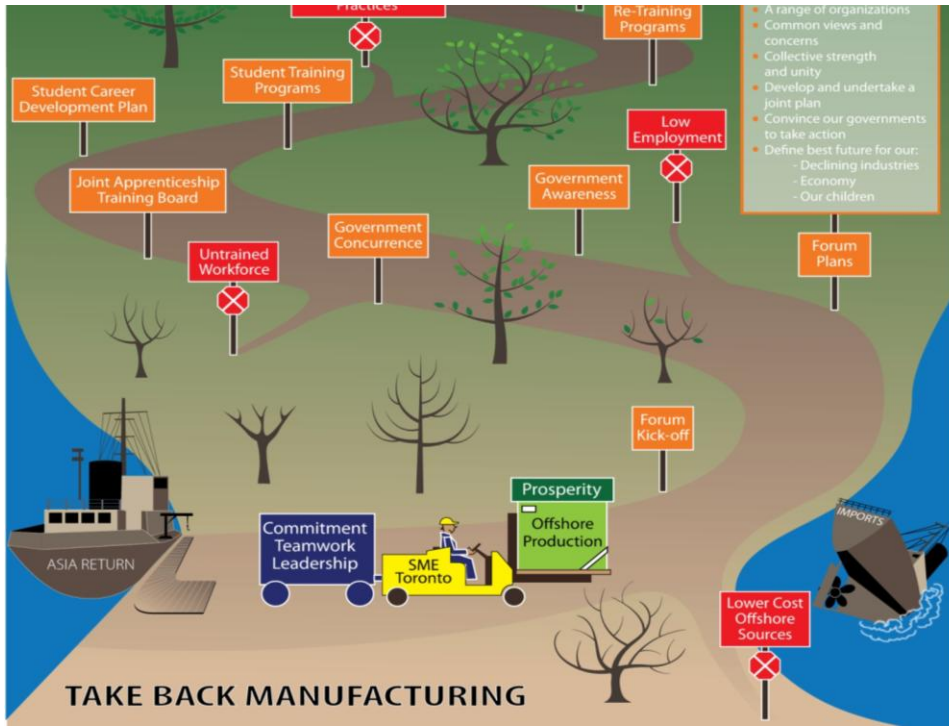 Practices
Re-Training
Programs
• A range of organizations
• Common views and
concerns
• Collective strength
and unity
• Develop and undertake a
joint plan
• Convince our governments
to take action
• Define best future for our:
- Declining industries
- Economy
- Our children
Student Training
Programs
Student Career
Development Plan
Low
Employment
Joint Apprenticeship
Training Board
Government
Awareness
Government
Concurrence
Untrained
Workforce
Forum
Plans
Forum
Kick-off
Prosperity
Offshore
Production
Commitment
Teamwork
Leadership
SME
Toronto
ASIA RETURN
IMPORTS
Lower Cost
Offshore
Sources
TAKE BACK MANUFACTURING